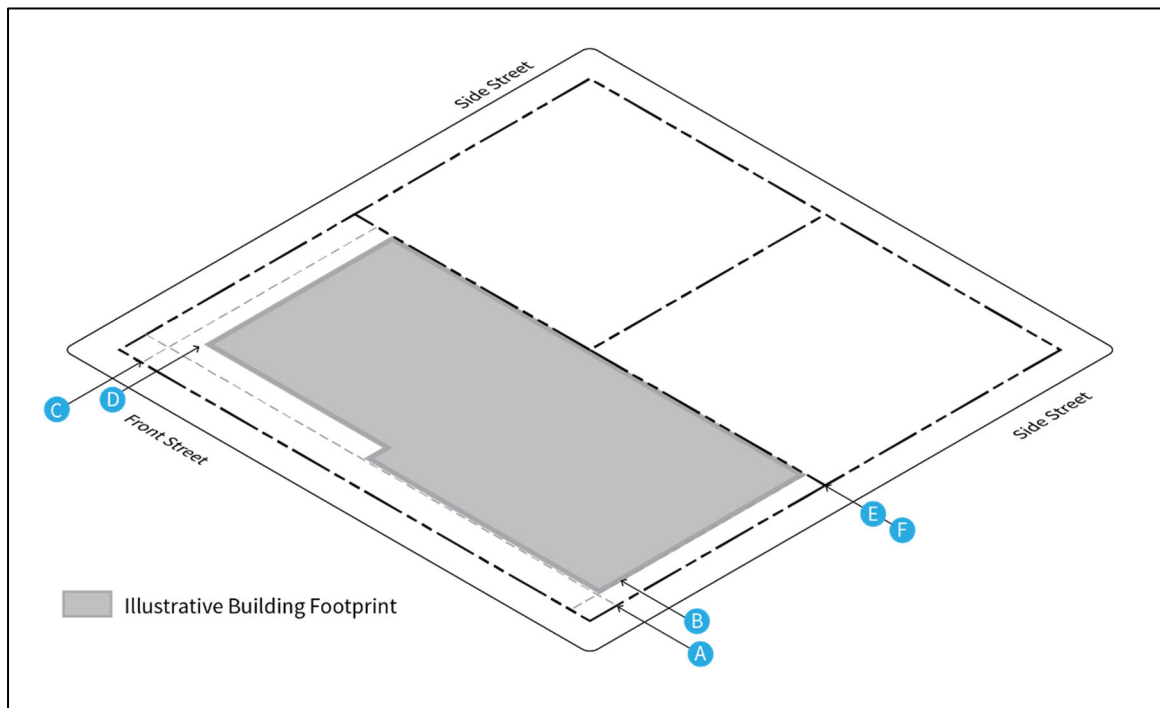 Side Street
C
D
Front Street
Side Street
E
F
Illustrative Building Footprint
B
A